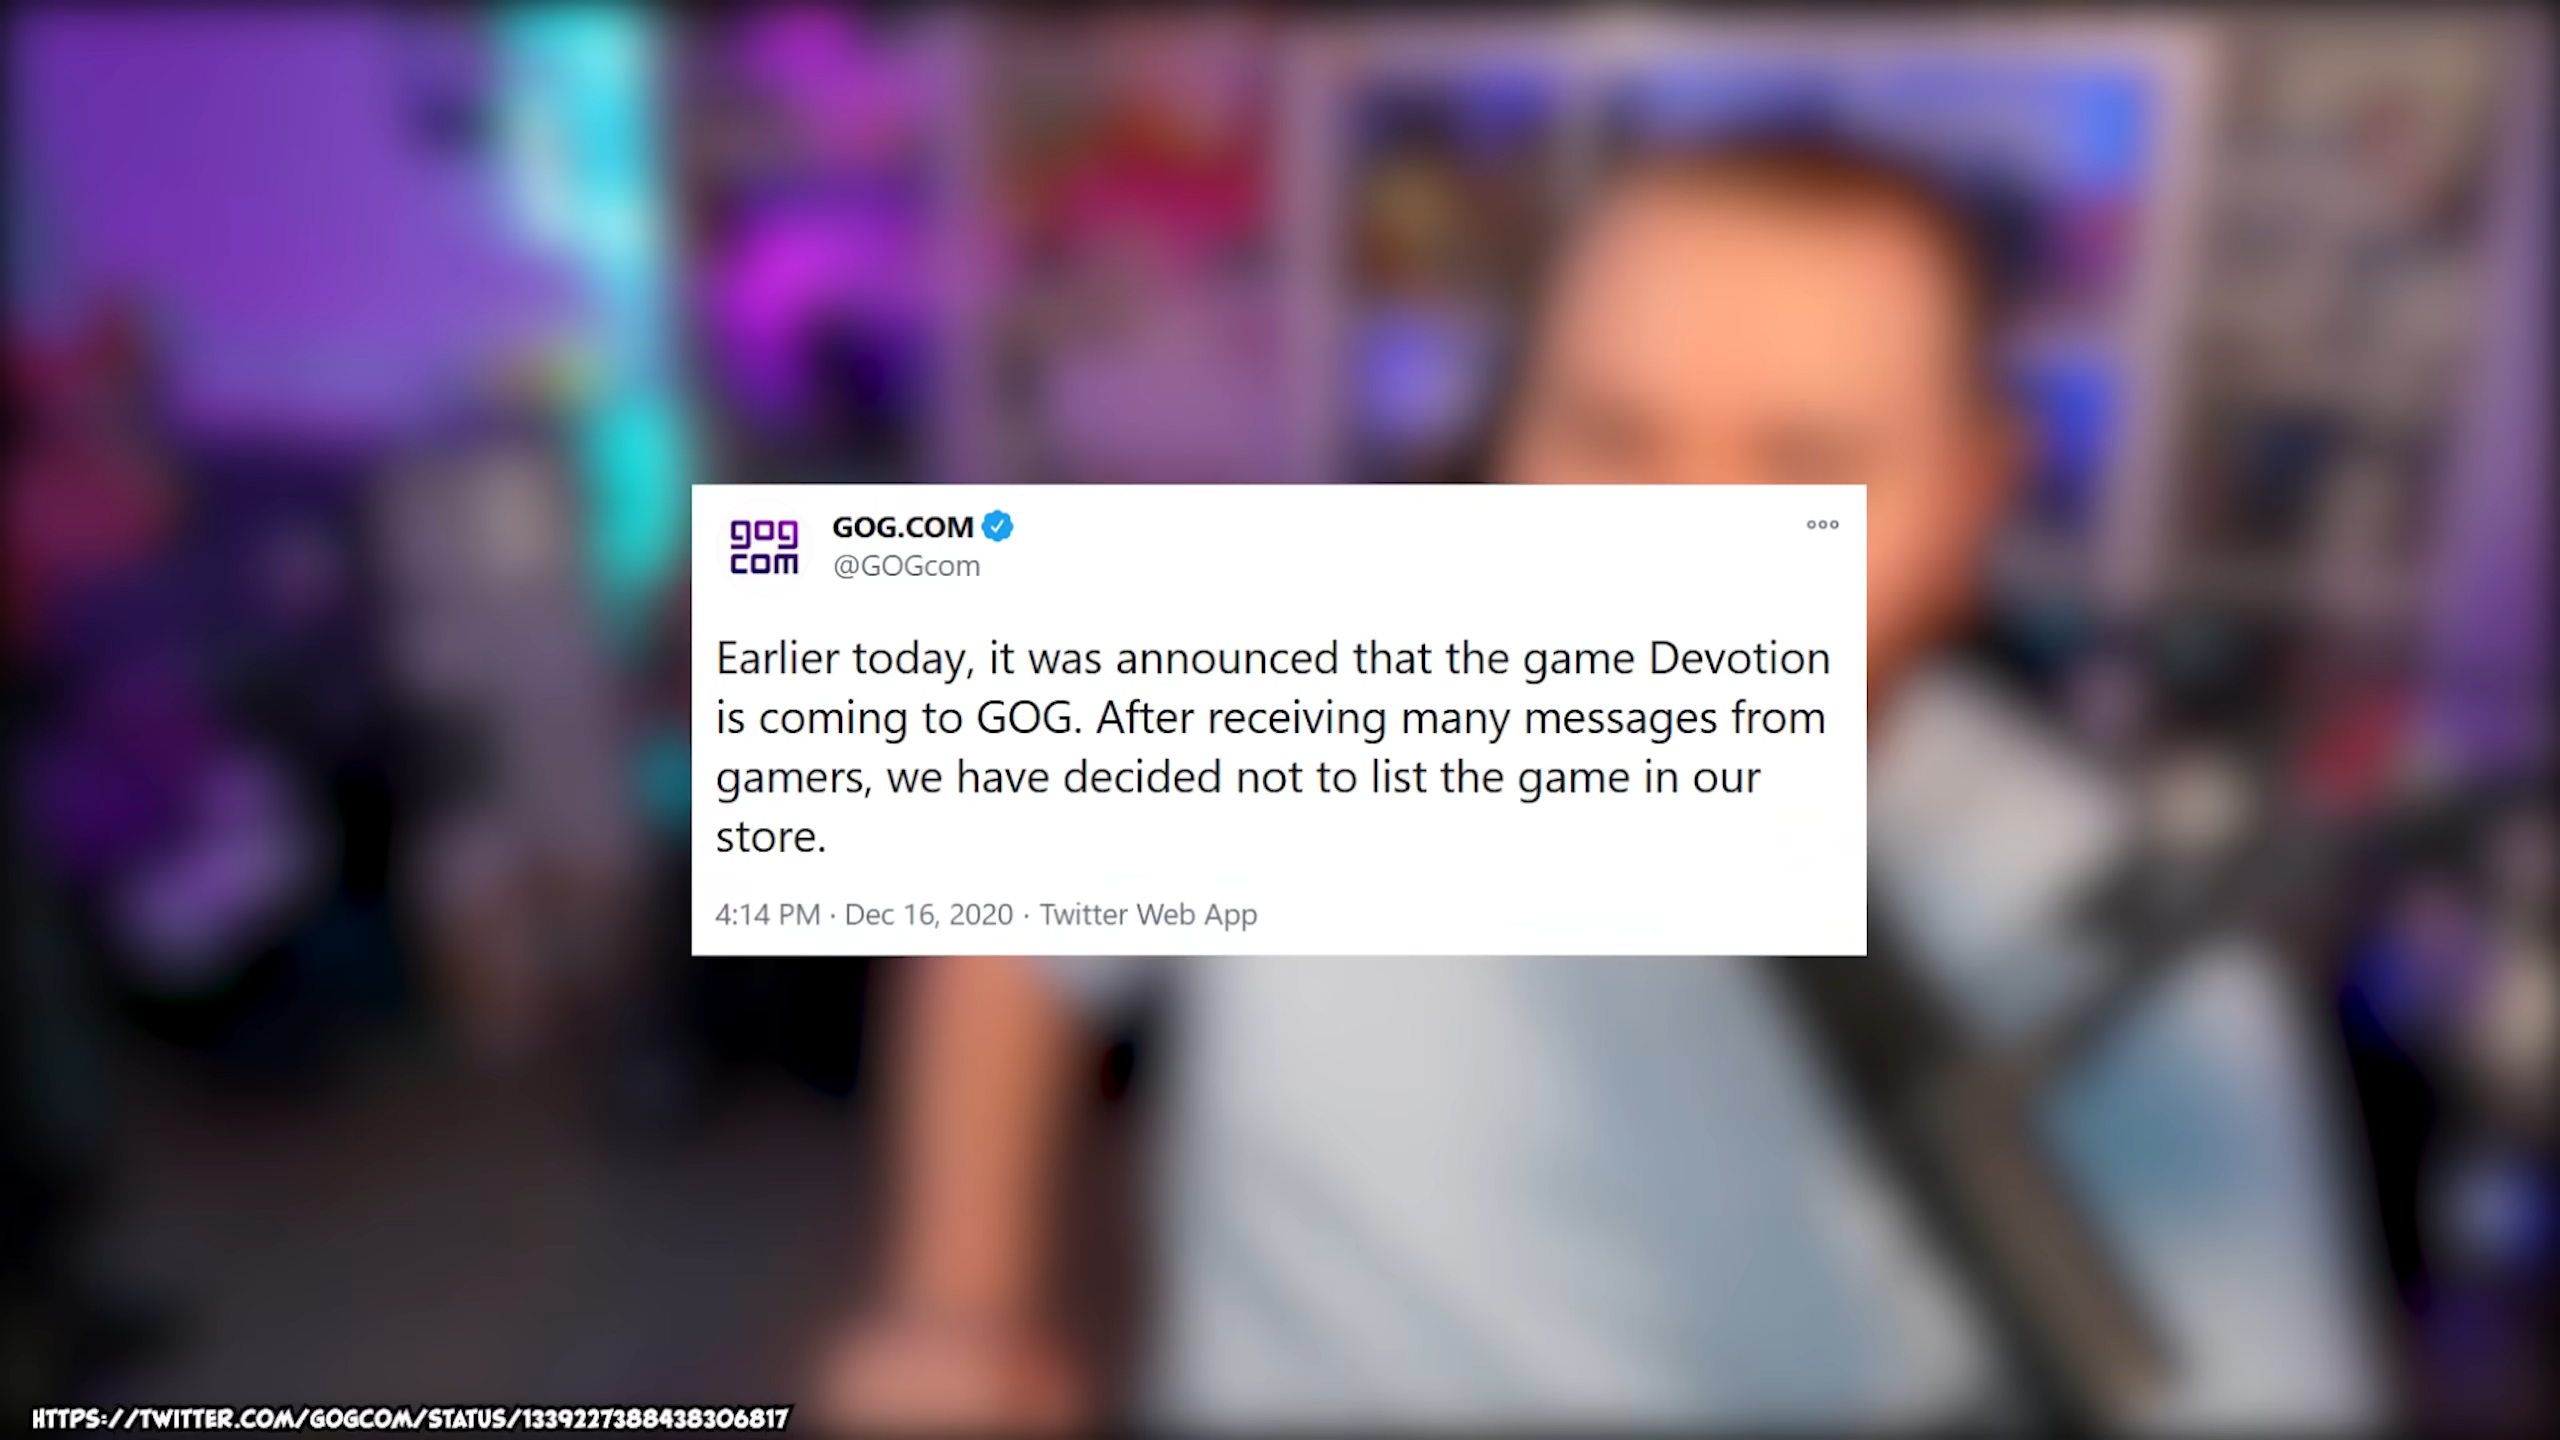 gog
com
GOG.COM
@GOGcom
Earlier today, it was announced that the game Devotion
is coming to GOG. After receiving many messages from
gamers, we have decided not to list the game in our
store.
4:14 PM · Dec 16, 2020 · Twitter Web App
HTTPS://TWITTER.COM/GOGCOM/STATUS/1339227388438306817